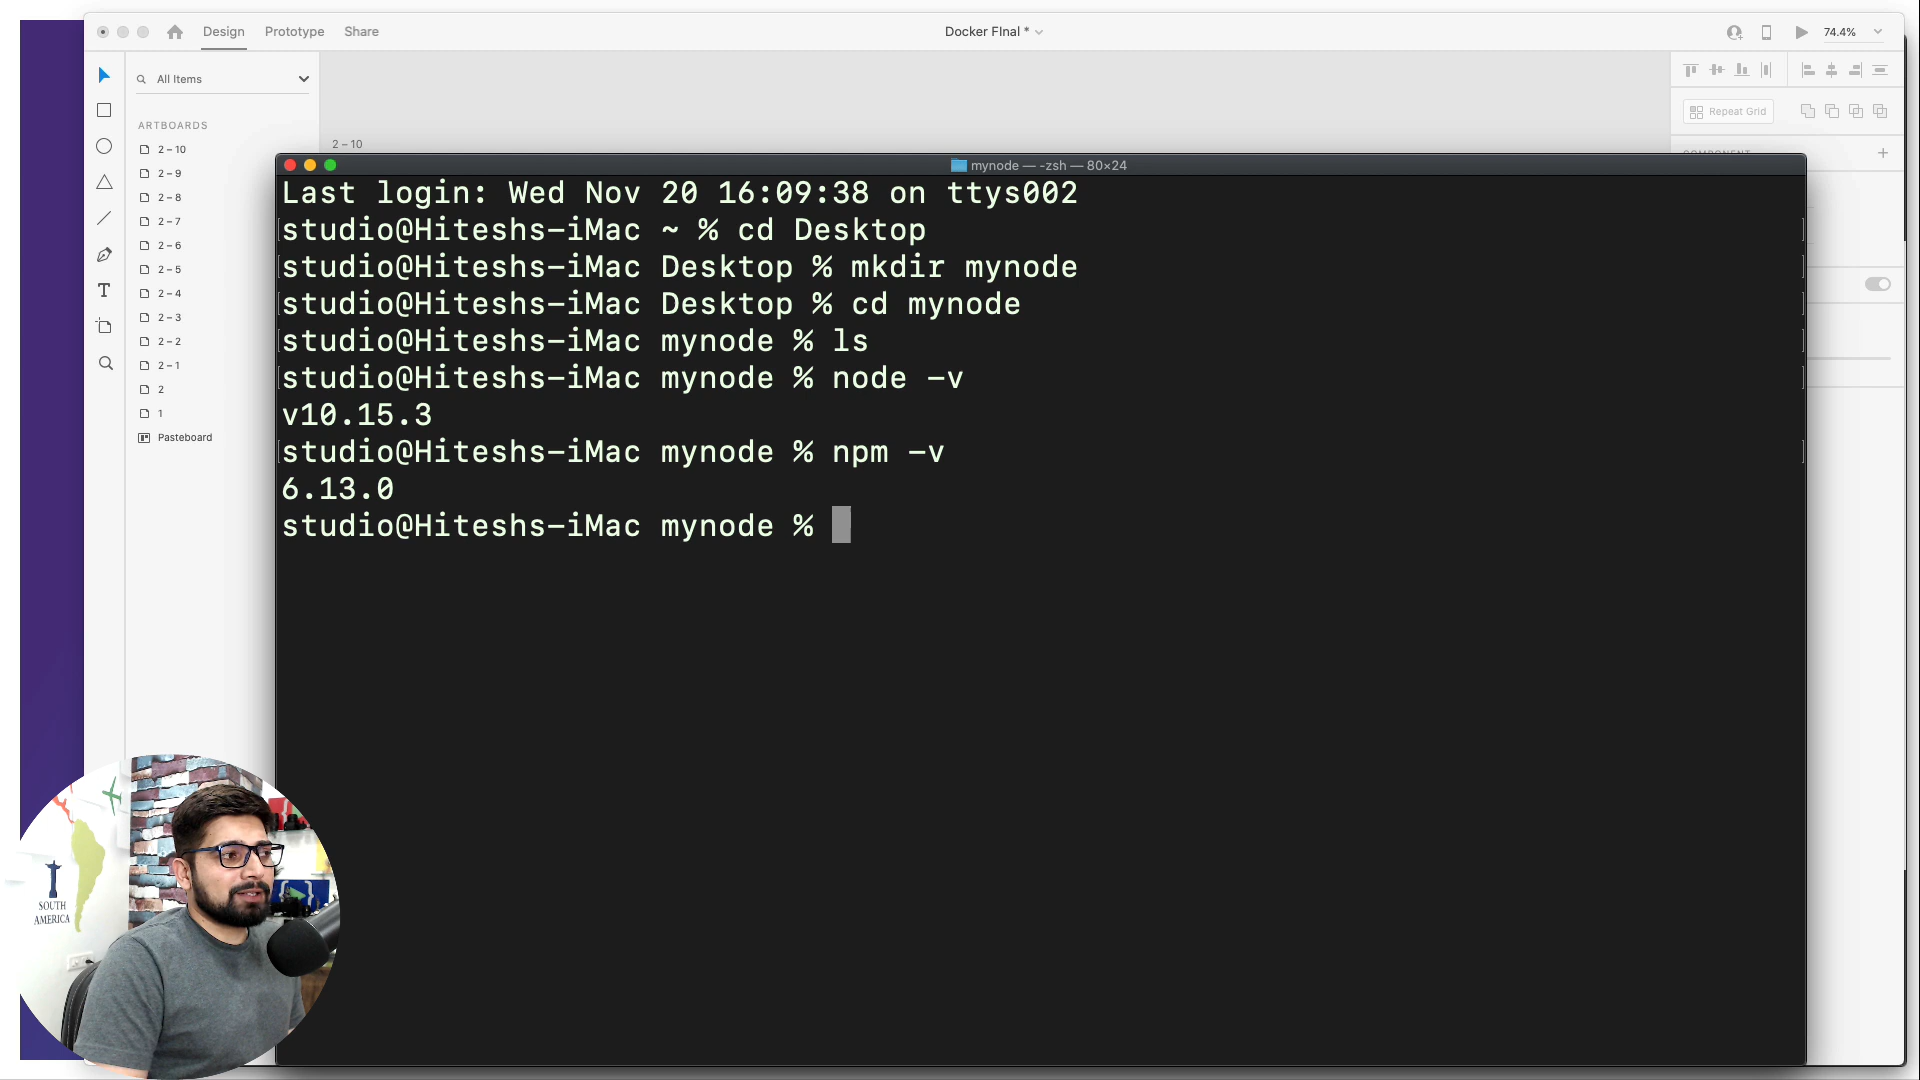 Design
Prototype
Share
Docker FInal *
74.4%
All Items
Repeat Grid
ARTBOARDS
2 – 10
2 – 9
2 – 8
2 – 7
2 – 6
2 – 5
2 – 4
2 – 3
2 – 2
2 – 1
2
1
Pasteboard
2 – 10
COMPONENT
mynode — -zsh — 80×24
Last login: Wed Nov 20 16:09:38 on ttys002
studio@Hiteshs-iMac ~ % cd Desktop
studio@Hiteshs-iMac Desktop % mkdir mynode
studio@Hiteshs-iMac Desktop % cd mynode
studio@Hiteshs-iMac mynode % ls
studio@Hiteshs-iMac mynode % node -v
v10.15.3
studio@Hiteshs-iMac mynode % npm -v
6.13.0
studio@Hiteshs-iMac mynode %
SOUTH
AMERICA